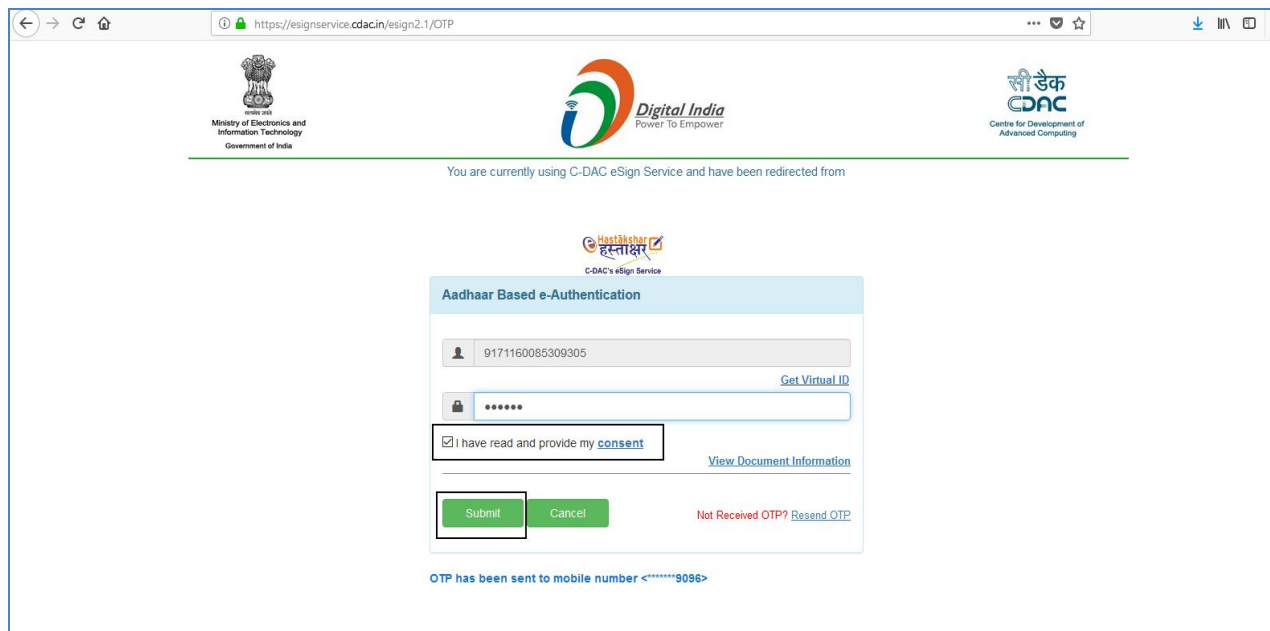 https://esignservice.cdac.in/esign2.1/OTP
Ministry of Electronics and
Information Technology
Government of India
Digital India
Power To Empower
सी डैक
CDAC
Centre for Development of
Advanced Computing
You are currently using C-DAC eSign Service and have been redirected from
e Hastākshar
हस्ताक्षर
C-DAC's eSign Service
Aadhaar Based e-Authentication
9171160085309305
Get Virtual ID
••••••
I have read and provide my consent
View Document Information
Submit Cancel Not Received OTP? Resend OTP
OTP has been sent to mobile number <*******9096>